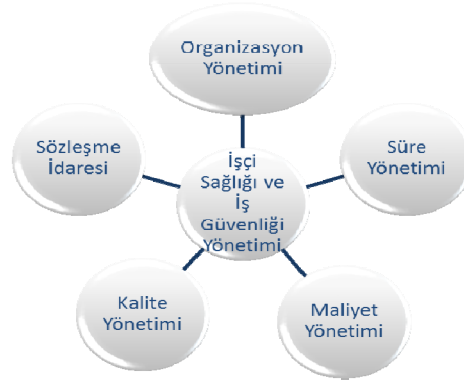 Organizasyon
Yönetimi
Sözleşme
İdaresi
İşçi
Sağlığı ve
İş
Güvenliği
Yönetimi
Süre
Yönetimi
Kalite
Yönetimi
Maliyet
Yönetimi